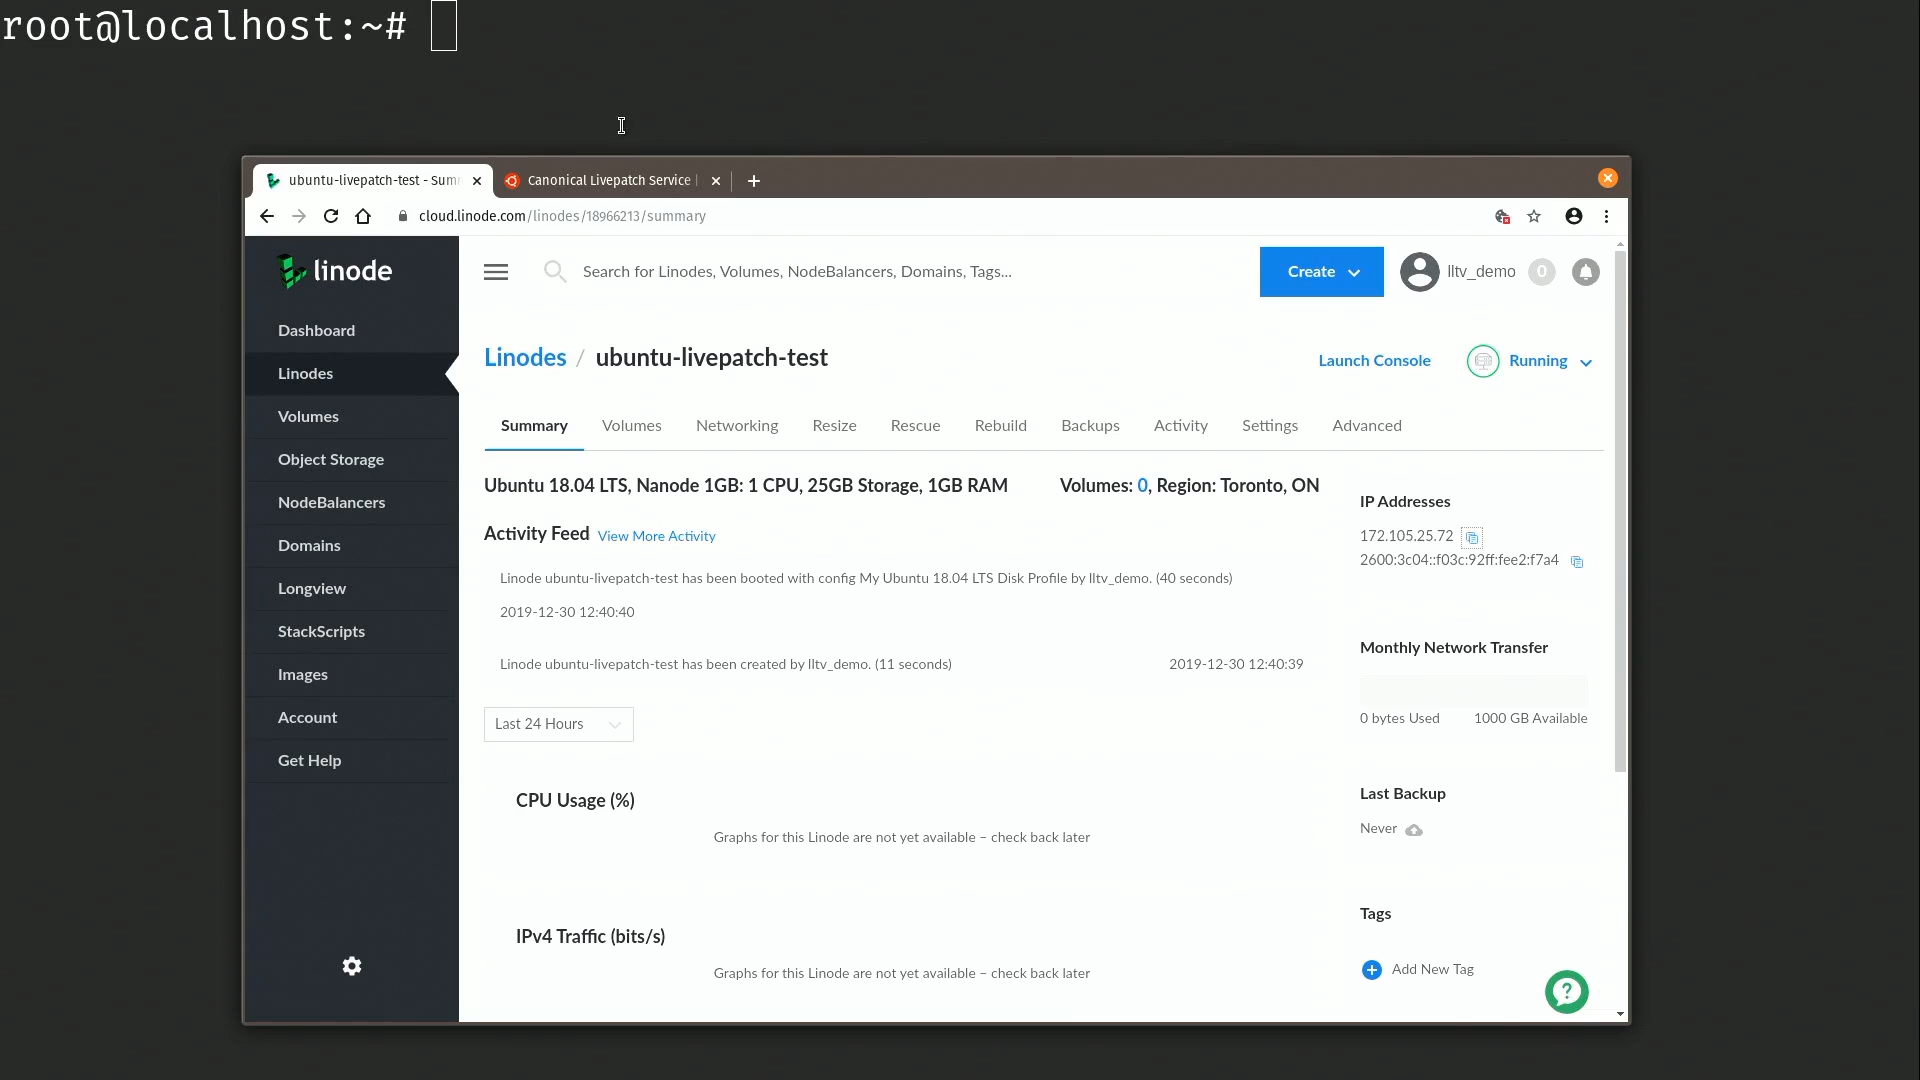 root@localhost:~#
ubuntu-livepatch-test - Sum
Canonical Livepatch Service
cloud.linode.com/linodes/18966213/summary
linode
Search for Linodes, Volumes, NodeBalancers, Domains, Tags...
Create
lltv_demo
0
Dashboard
Linodes
Volumes
Object Storage
NodeBalancers
Domains
Longview
StackScripts
Images
Account
Get Help
Linodes / ubuntu-livepatch-test
Launch Console
Running
Summary Volumes Networking Resize Rescue Rebuild Backups Activity Settings Advanced
Ubuntu 18.04 LTS, Nanode 1GB: 1 CPU, 25GB Storage, 1GB RAM
Volumes: 0, Region: Toronto, ON
Activity Feed View More Activity
Linode ubuntu-livepatch-test has been booted with config My Ubuntu 18.04 LTS Disk Profile by lltv_demo. (40 seconds)
2019-12-30 12:40:40
Linode ubuntu-livepatch-test has been created by lltv_demo. (11 seconds) 2019-12-30 12:40:39
Last 24 Hours
CPU Usage (%)
Graphs for this Linode are not yet available – check back later
IPv4 Traffic (bits/s)
Graphs for this Linode are not yet available – check back later
IP Addresses
172.105.25.72
2600:3c04::f03c:92ff:fee2:f7a4
Monthly Network Transfer
0 bytes Used 1000 GB Available
Last Backup
Never
Tags
Add New Tag